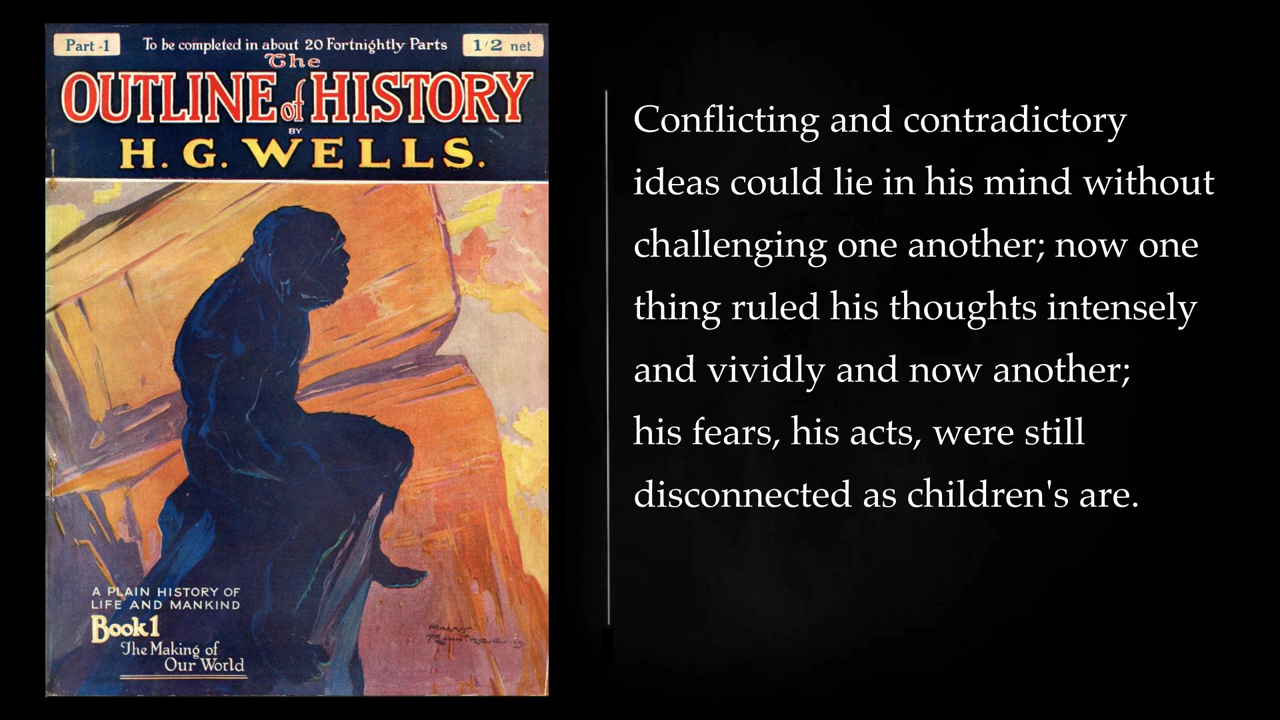 Part -1
To be completed in about 20 Fortnightly Parts
1/2 net
The
OUTLINE of HISTORY
BY
H. G. WELLS.
A PLAIN HISTORY OF
LIFE AND MANKIND
Book 1
The Making of
Our World
Conflicting and contradictory
ideas could lie in his mind without
challenging one another; now one
thing ruled his thoughts intensely
and vividly and now another;
his fears, his acts, were still
disconnected as children's are.